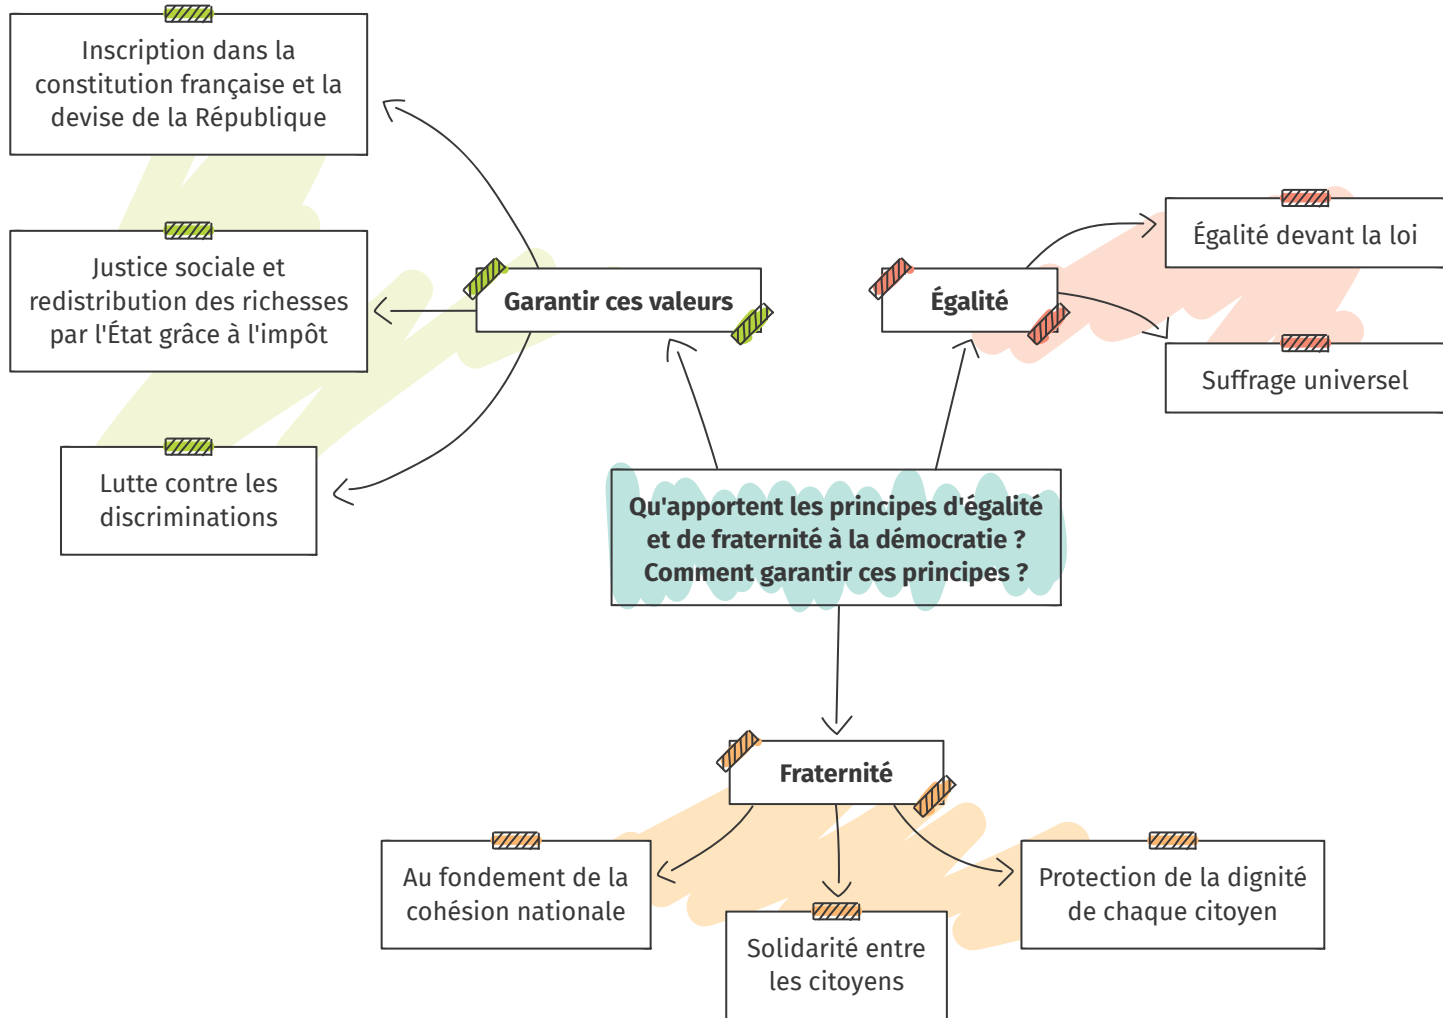 Inscription dans la
constitution française et la
devise de la République
Justice sociale et
redistribution des richesses
par l'État grâce à l'impôt
Lutte contre les
discriminations
Garantir ces valeurs
Égalité
Égalité devant la loi
Suffrage universel
Qu'apportent les principes d'égalité
et de fraternité à la démocratie ?
Comment garantir ces principes ?
Fraternité
Au fondement de la
cohésion nationale
Solidarité entre
les citoyens
Protection de la dignité
de chaque citoyen